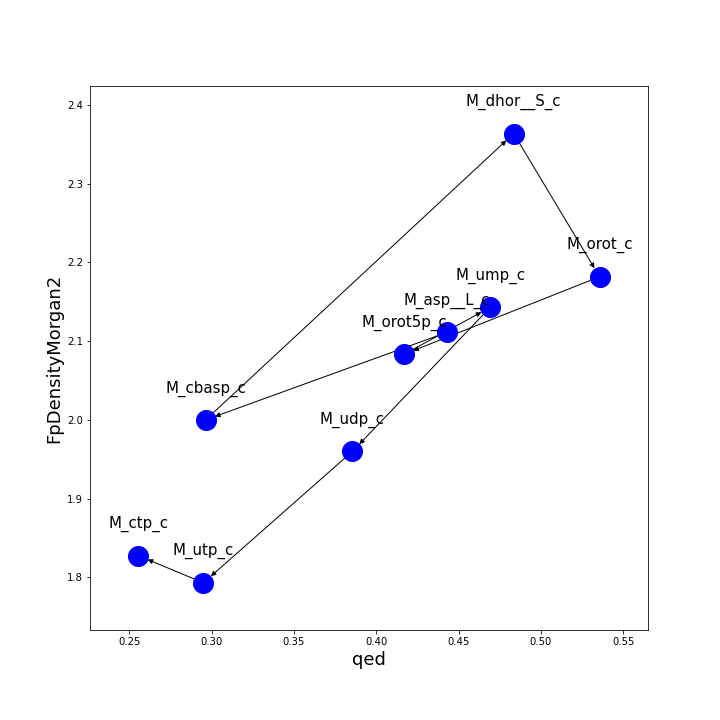 M_dhor__S_c
M_orot_c
M_ump_c
M_asp__L_c
M_orot5p_c
M_cbasp_c
M_udp_c
M_ctp_c
M_utp_c
2.4
2.3
2.2
2.1
2.0
1.9
1.8
FpDensityMorgan2
0.25 0.30 0.35 0.40 0.45 0.50 0.55
qed